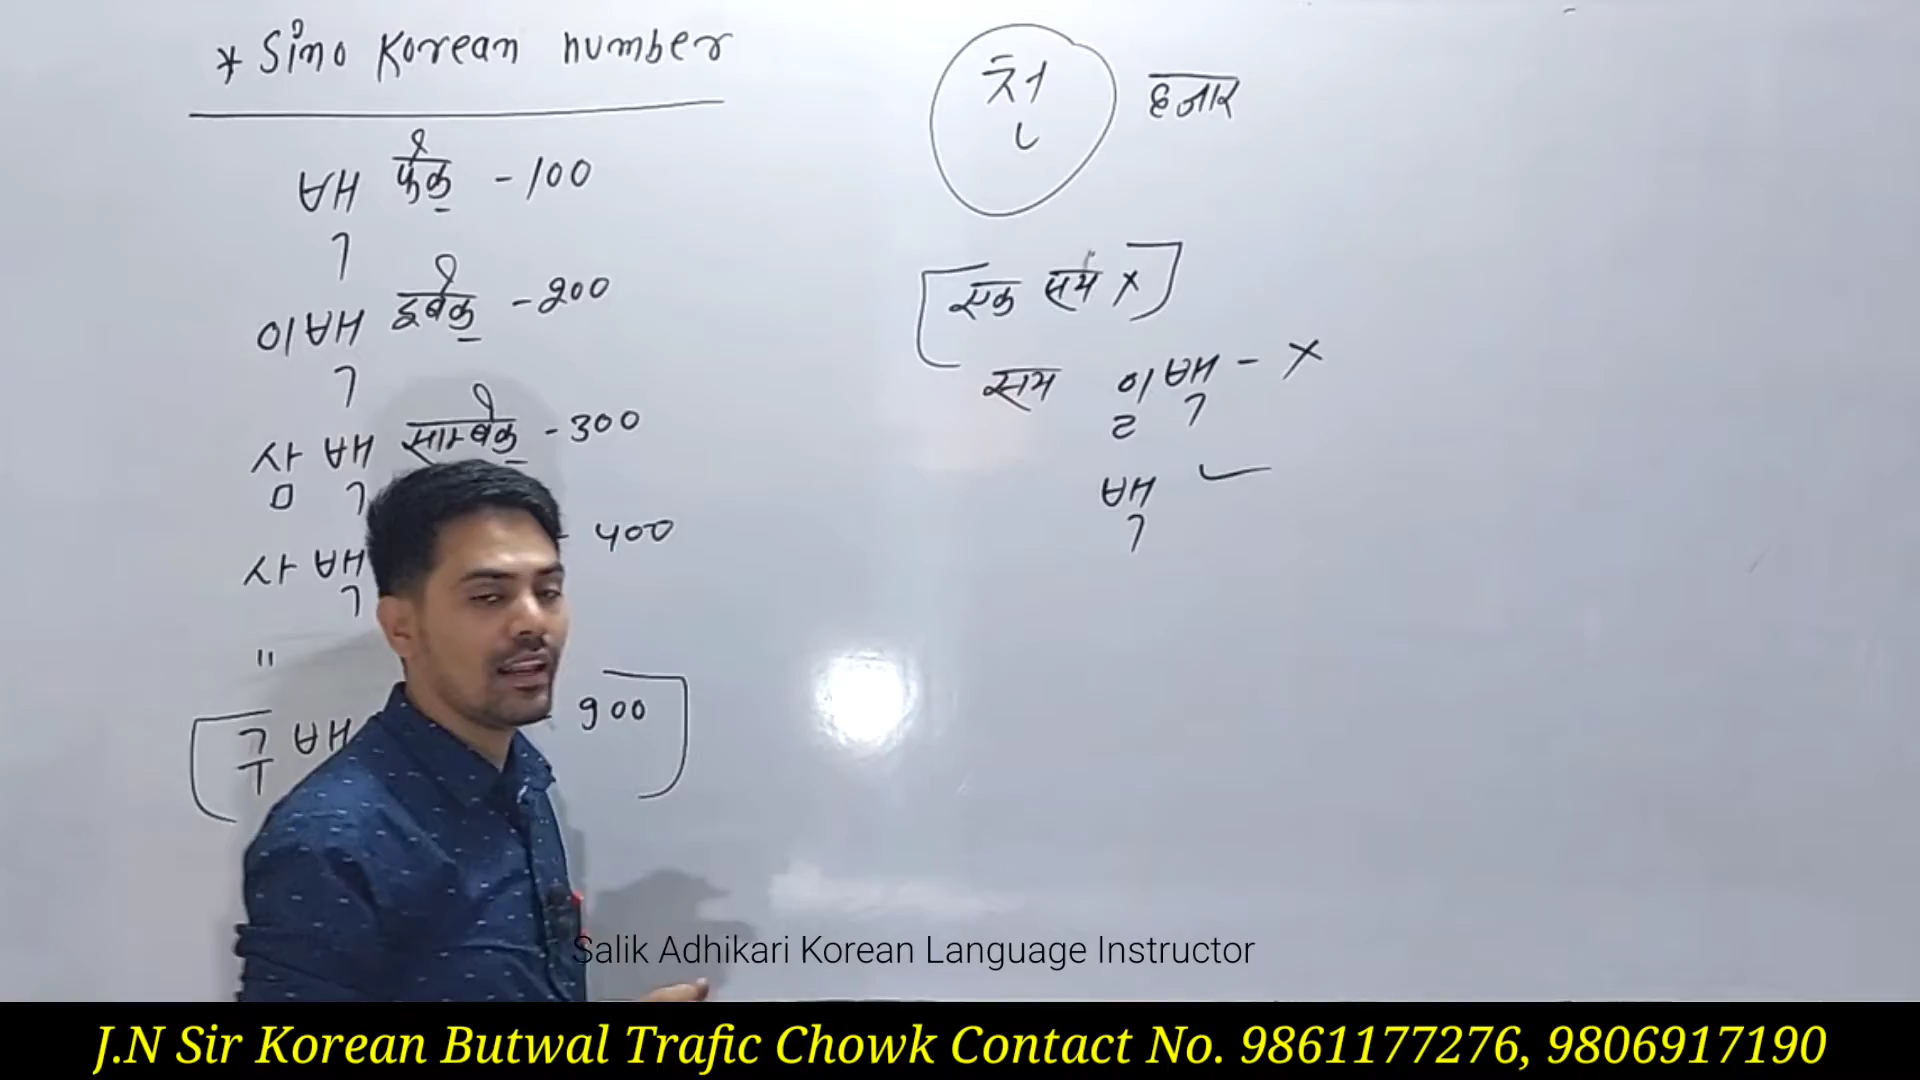 * Sino Korean number
백 फेक - 100
이백 इबेक - 200
삼백 साम्बेक - 300
사백 - 400
"
구백 900
천 हजार
एक सय x
सय 일백 - x
백 ✓
Salik Adhikari Korean Language Instructor
J.N Sir Korean Butwal Trafic Chowk Contact No. 9861177276, 9806917190